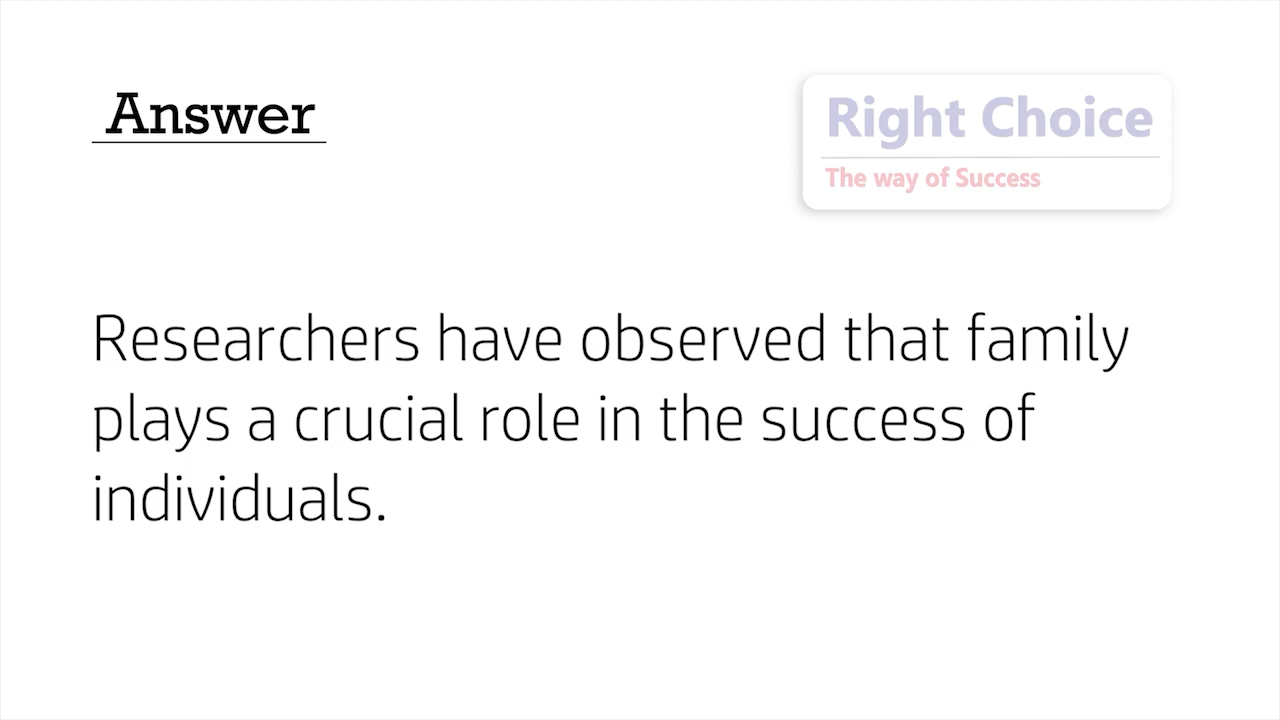 Answer
Right Choice
The way of Success
Researchers have observed that family
plays a crucial role in the success of
individuals.